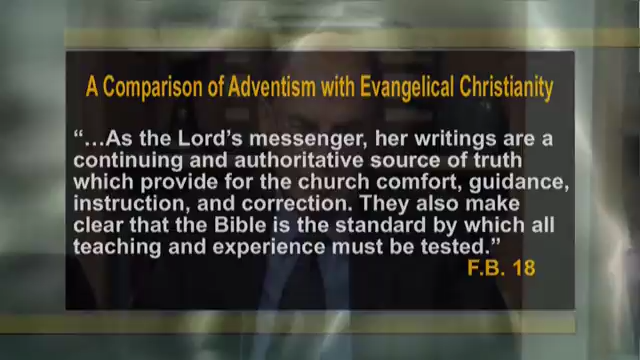 A Comparison of Adventism with Evangelical Christianity
“…As the Lord’s messenger, her writings are a
continuing and authoritative source of truth
which provide for the church comfort, guidance,
instruction, and correction. They also make
clear that the Bible is the standard by which all
teaching and experience must be tested.”
F.B. 18